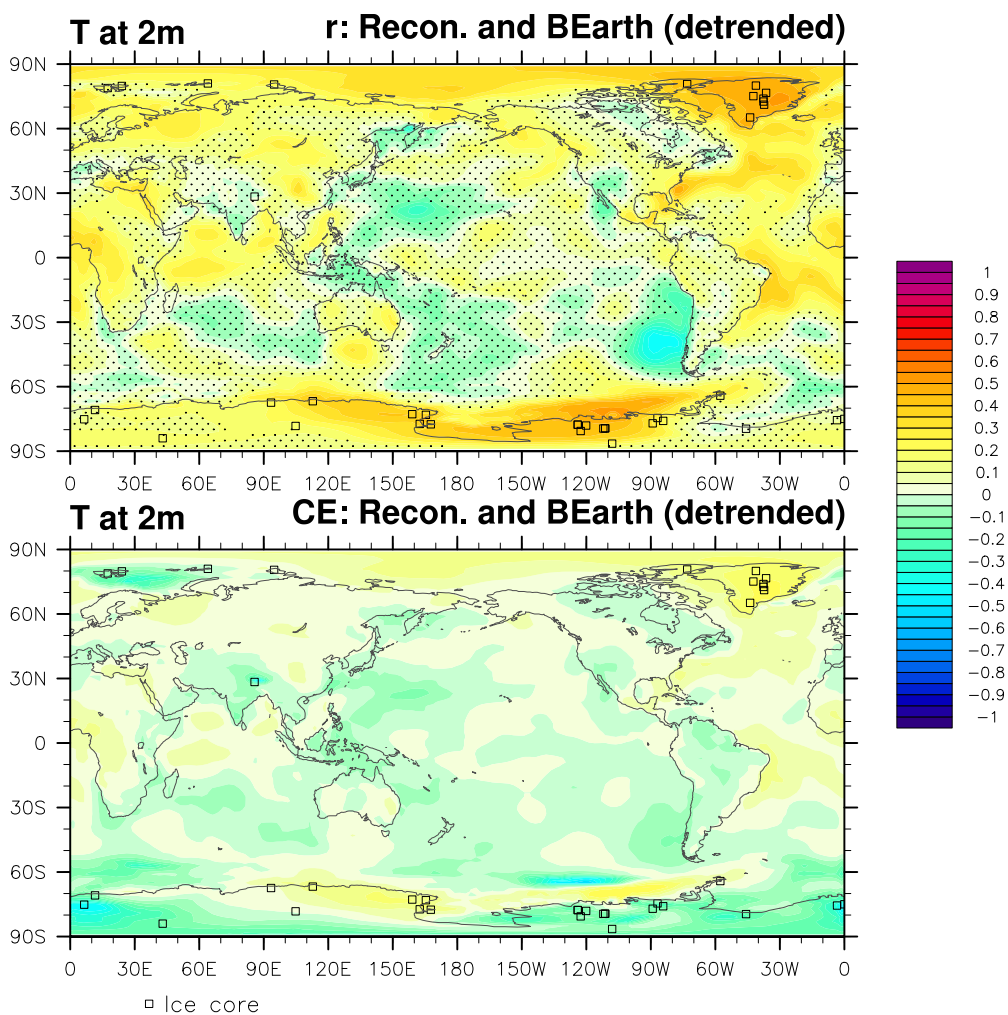 T at 2m r: Recon. and BEarth (detrended)
90N
60N
30N
0
30S
60S
90S
0 30E 60E 90E 120E 150E 180 150W 120W 90W 60W 30W 0
T at 2m CE: Recon. and BEarth (detrended)
90N
60N
30N
0
30S
60S
90S
0 30E 60E 90E 120E 150E 180 150W 120W 90W 60W 30W 0
Ice core
1
0.9
0.8
0.7
0.6
0.5
0.4
0.3
0.2
0.1
0
−0.1
−0.2
−0.3
−0.4
−0.5
−0.6
−0.7
−0.8
−0.9
−1